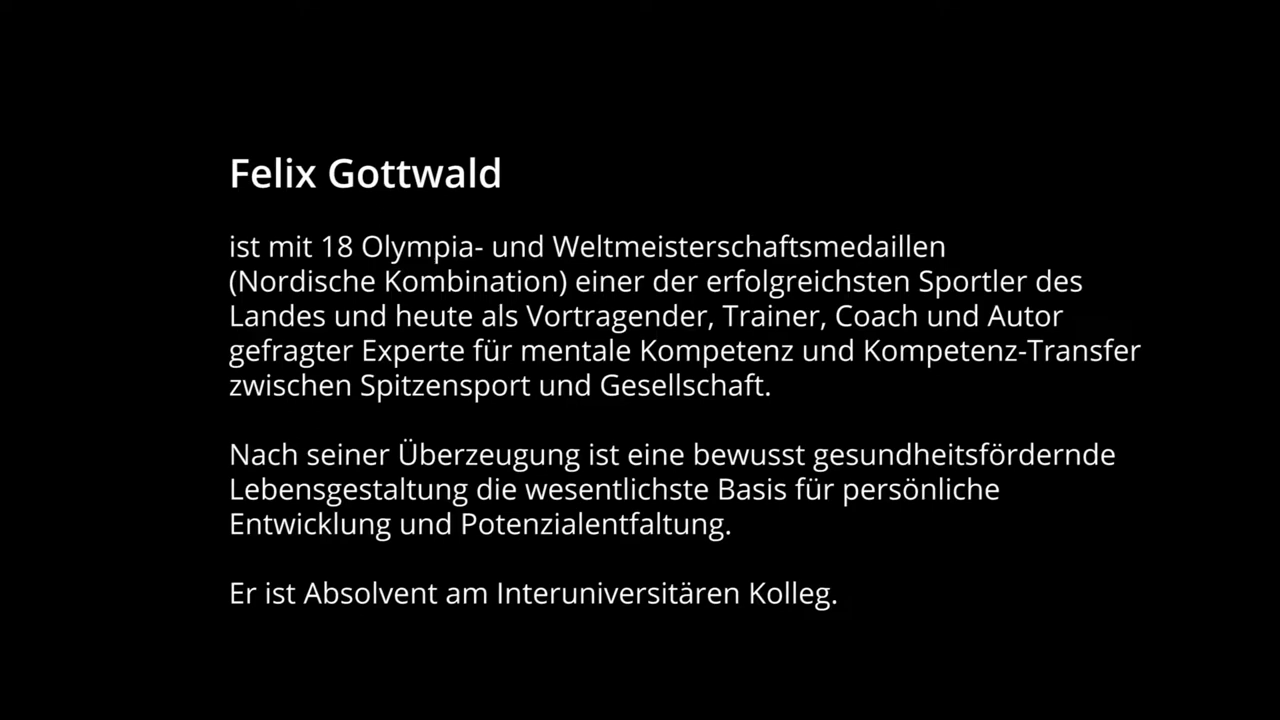 Felix Gottwald
ist mit 18 Olympia- und Weltmeisterschaftsmedaillen
(Nordische Kombination) einer der erfolgreichsten Sportler des
Landes und heute als Vortragender, Trainer, Coach und Autor
gefragter Experte für mentale Kompetenz und Kompetenz-Transfer
zwischen Spitzensport und Gesellschaft.
Nach seiner Überzeugung ist eine bewusst gesundheitsfördernde
Lebensgestaltung die wesentlichste Basis für persönliche
Entwicklung und Potenzialentfaltung.
Er ist Absolvent am Interuniversitären Kolleg.